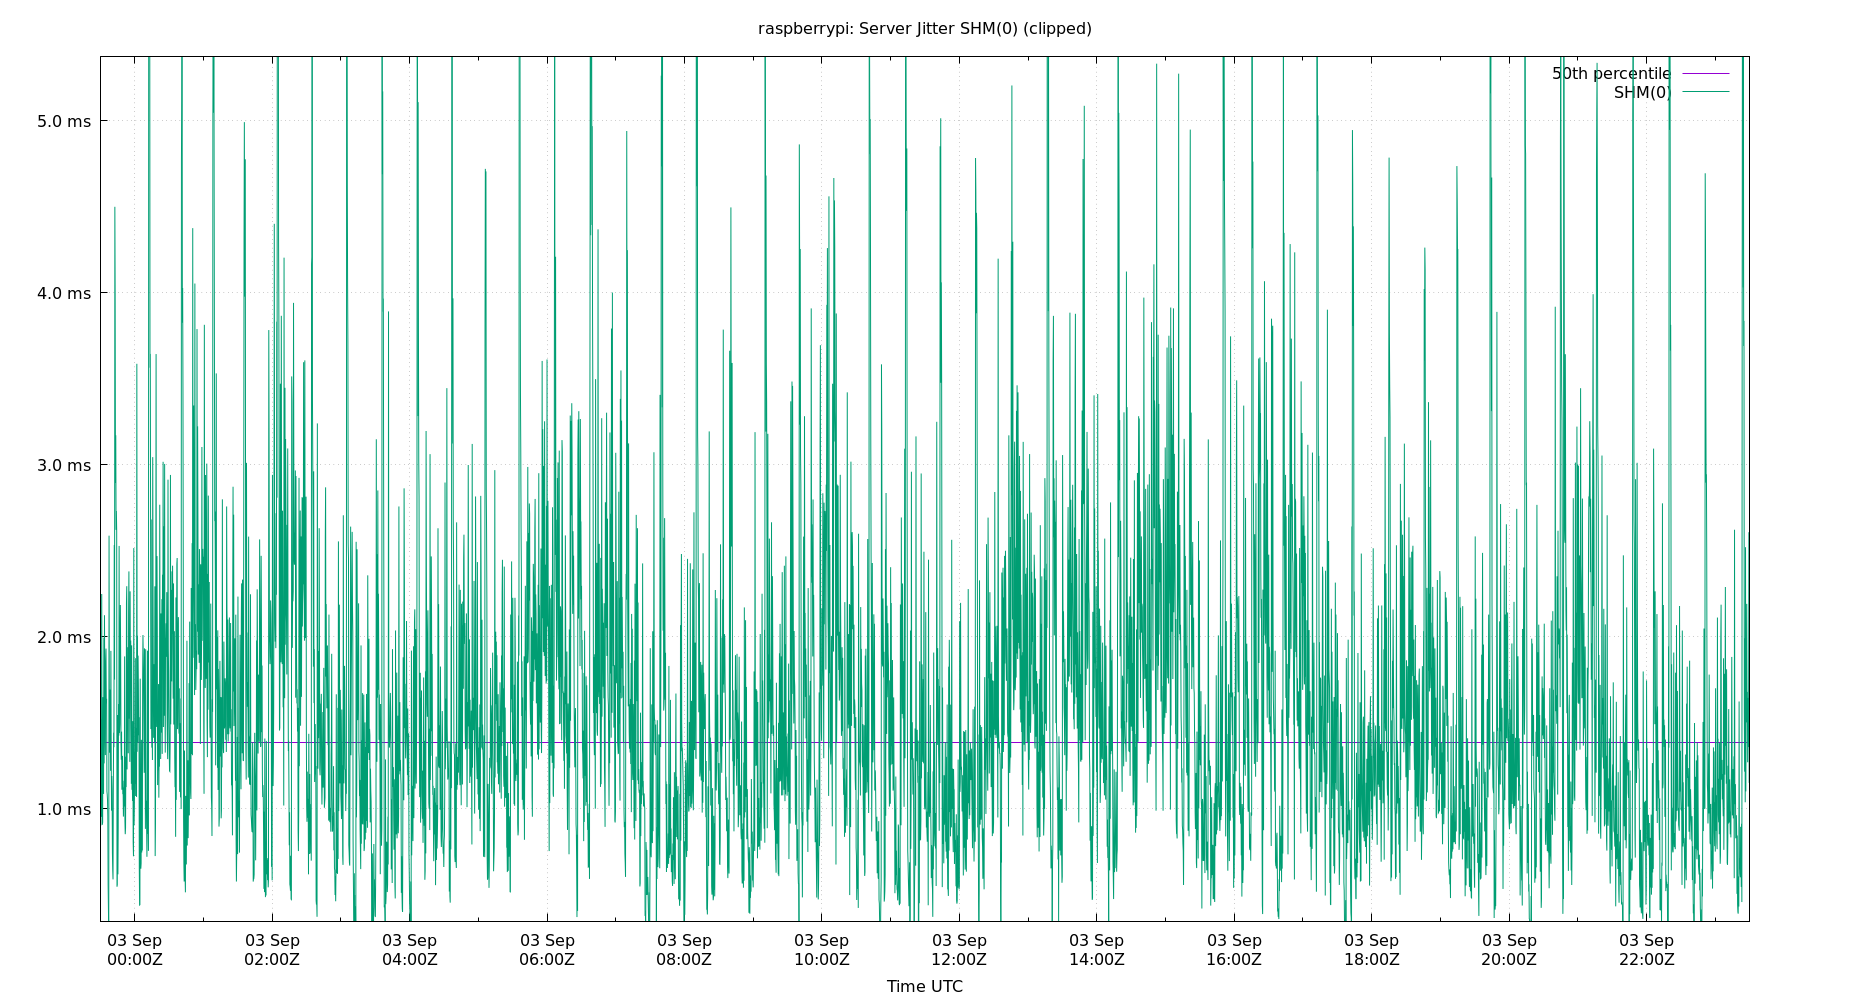 raspberrypi: Server Jitter SHM(0) (clipped)
50th percentile
SHM(0)
5.0 ms
4.0 ms
3.0 ms
2.0 ms
1.0 ms
03 Sep 03 Sep 03 Sep 03 Sep 03 Sep 03 Sep 03 Sep 03 Sep 03 Sep 03 Sep 03 Sep 03 Sep
00:00Z 02:00Z 04:00Z 06:00Z 08:00Z 10:00Z 12:00Z 14:00Z 16:00Z 18:00Z 20:00Z 22:00Z
Time UTC